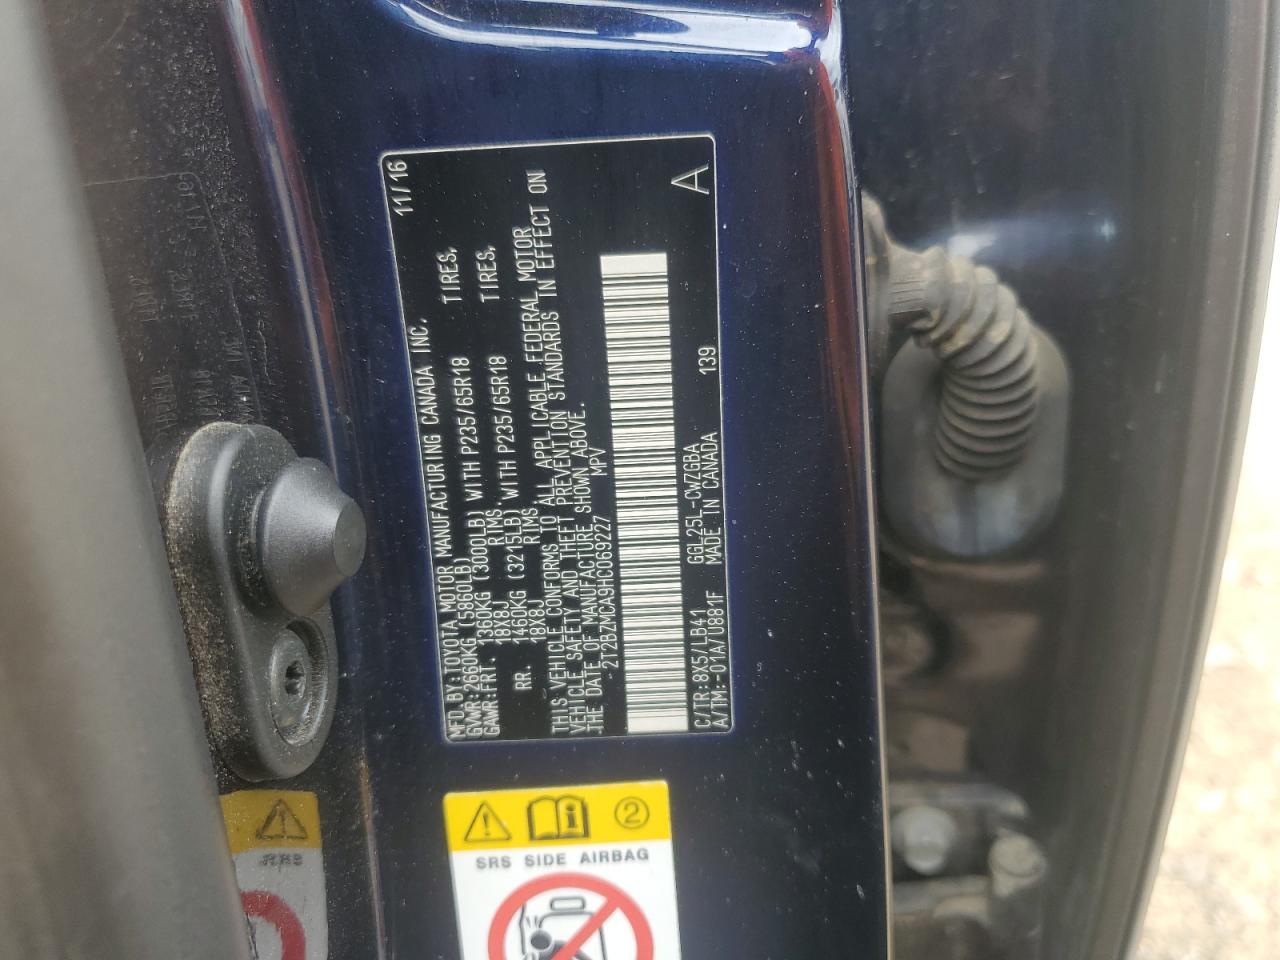 MFD.BY:TOYOTA MOTOR MANUFACTURING CANADA INC. 11/16
GVWR:2660KG (5860LB)
GAWR:FRT. 1360KG (3000LB) WITH P235/65R18 TIRES,
18X8J RIMS,
RR. 1460KG (3215LB) WITH P235/65R18 TIRES,
18X8J RIMS.
THIS VEHICLE CONFORMS TO ALL APPLICABLE FEDERAL MOTOR
VEHICLE SAFETY AND THEFT PREVENTION STANDARDS IN EFFECT ON
THE DATE OF MANUFACTURE SHOWN ABOVE.
2T2BZMCA9HC069227 MPV
C/TR:8X5/LB41 GGL25L-CWZGBA 139
A/TM:-01A/U881F MADE IN CANADA
A
2
SRS SIDE AIRBAG